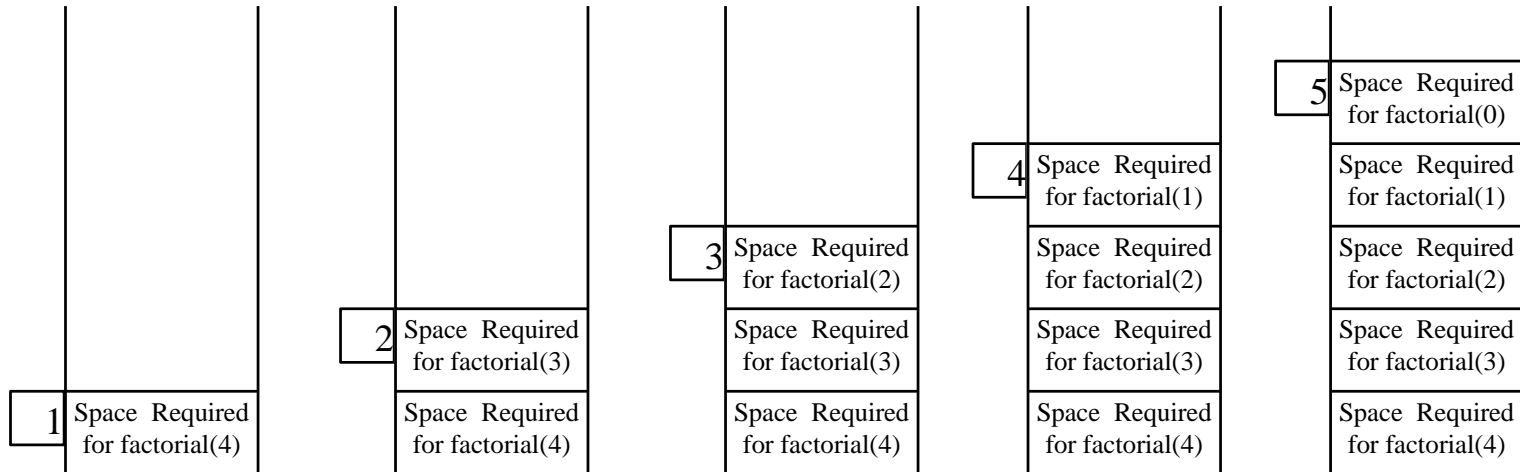 1
Space Required
for factorial(4)
2
Space Required
for factorial(3)
Space Required
for factorial(4)
3
Space Required
for factorial(2)
Space Required
for factorial(3)
Space Required
for factorial(4)
4
Space Required
for factorial(1)
Space Required
for factorial(2)
Space Required
for factorial(3)
Space Required
for factorial(4)
5
Space Required
for factorial(0)
Space Required
for factorial(1)
Space Required
for factorial(2)
Space Required
for factorial(3)
Space Required
for factorial(4)